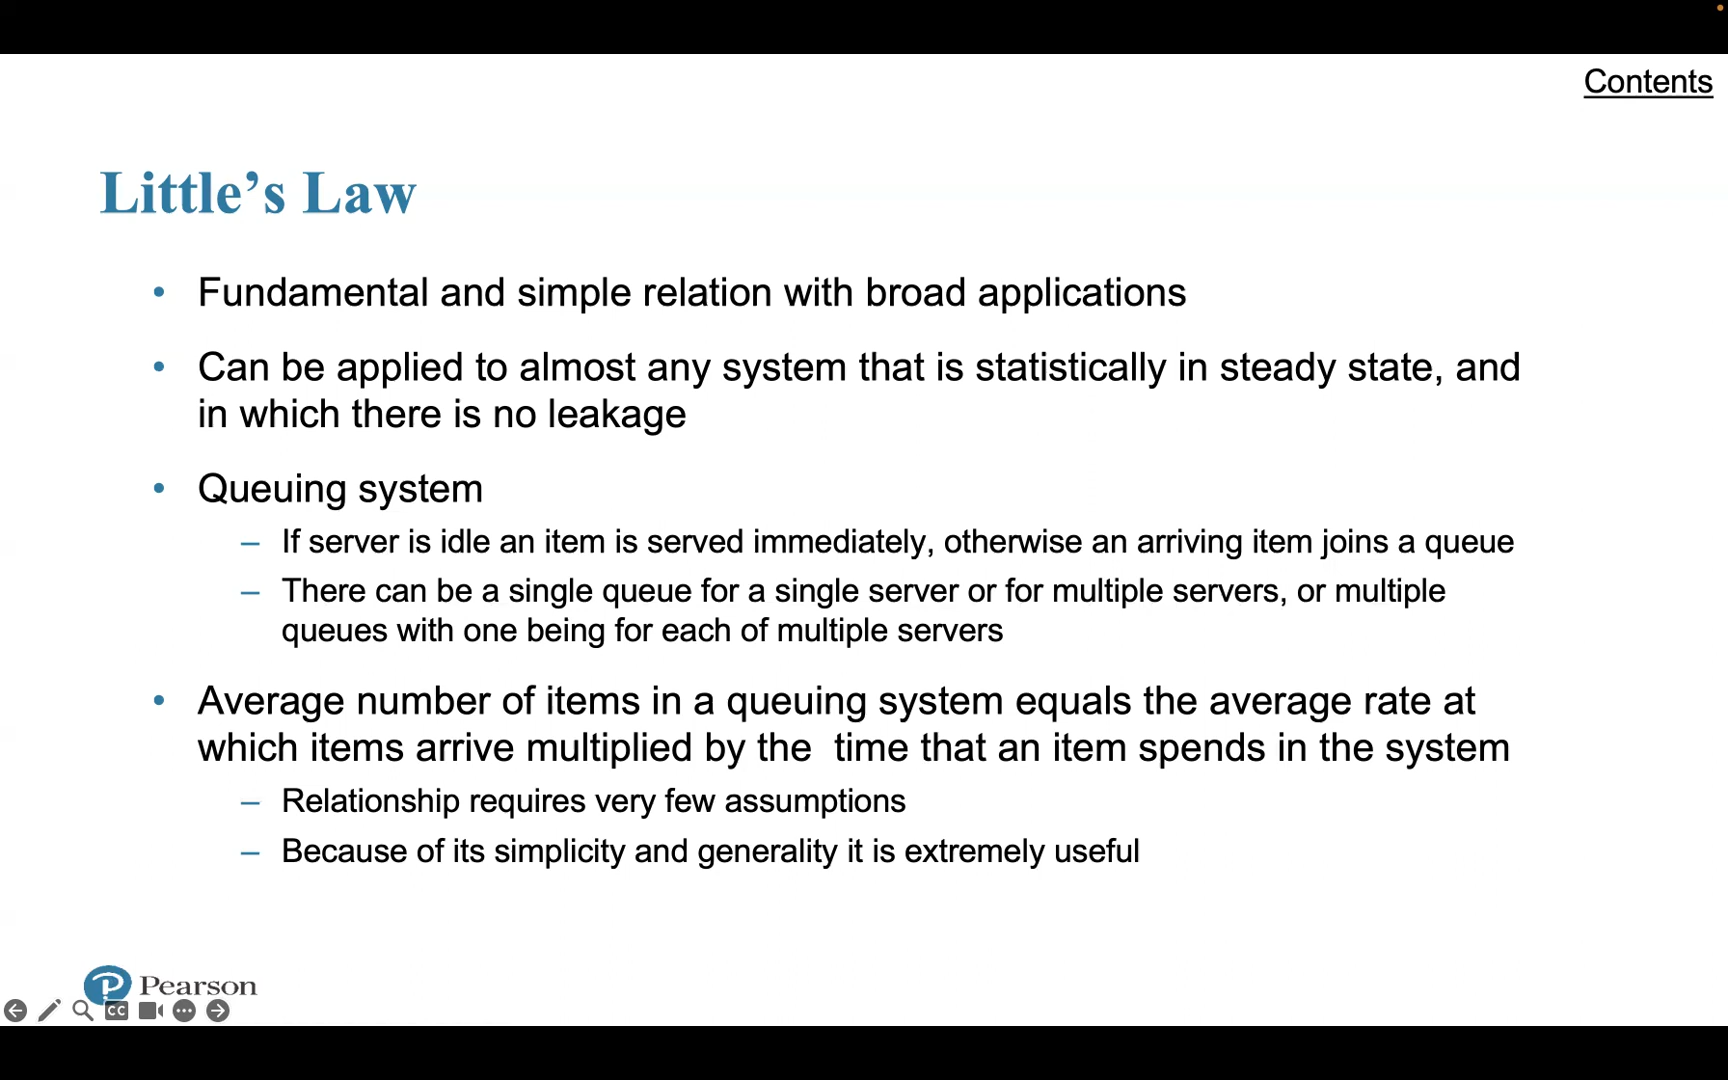 Contents
Little’s Law
• Fundamental and simple relation with broad applications
• Can be applied to almost any system that is statistically in steady state, and
in which there is no leakage
• Queuing system
– If server is idle an item is served immediately, otherwise an arriving item joins a queue
– There can be a single queue for a single server or for multiple servers, or multiple
queues with one being for each of multiple servers
• Average number of items in a queuing system equals the average rate at
which items arrive multiplied by the  time that an item spends in the system
– Relationship requires very few assumptions
– Because of its simplicity and generality it is extremely useful
P Pearson
CC